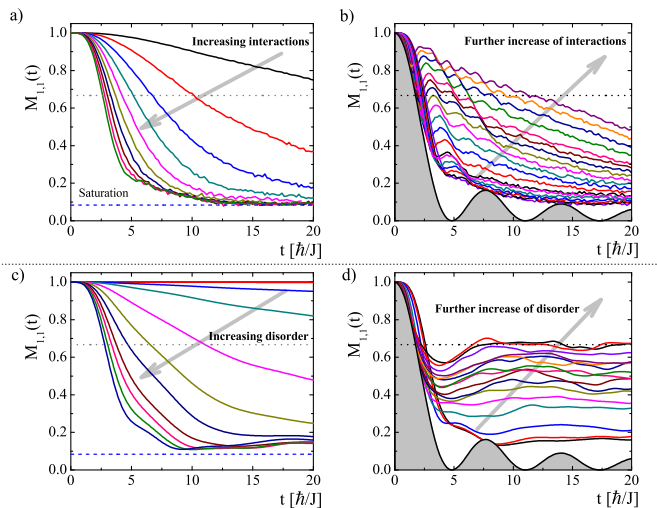 a)
Increasing interactions
Saturation
M1,1(t)
1.0
0.8
0.6
0.4
0.2
0.0
0 5 10 15 20
t [ħ/J]
b)
Further increase of interactions
M1,1(t)
1.0
0.8
0.6
0.4
0.2
0.0
0 5 10 15 20
t [ħ/J]
c)
Increasing disorder
M1,1(t)
1.0
0.8
0.6
0.4
0.2
0.0
0 5 10 15 20
t [ħ/J]
d)
Further increase of disorder
M1,1(t)
1.0
0.8
0.6
0.4
0.2
0.0
0 5 10 15 20
t [ħ/J]